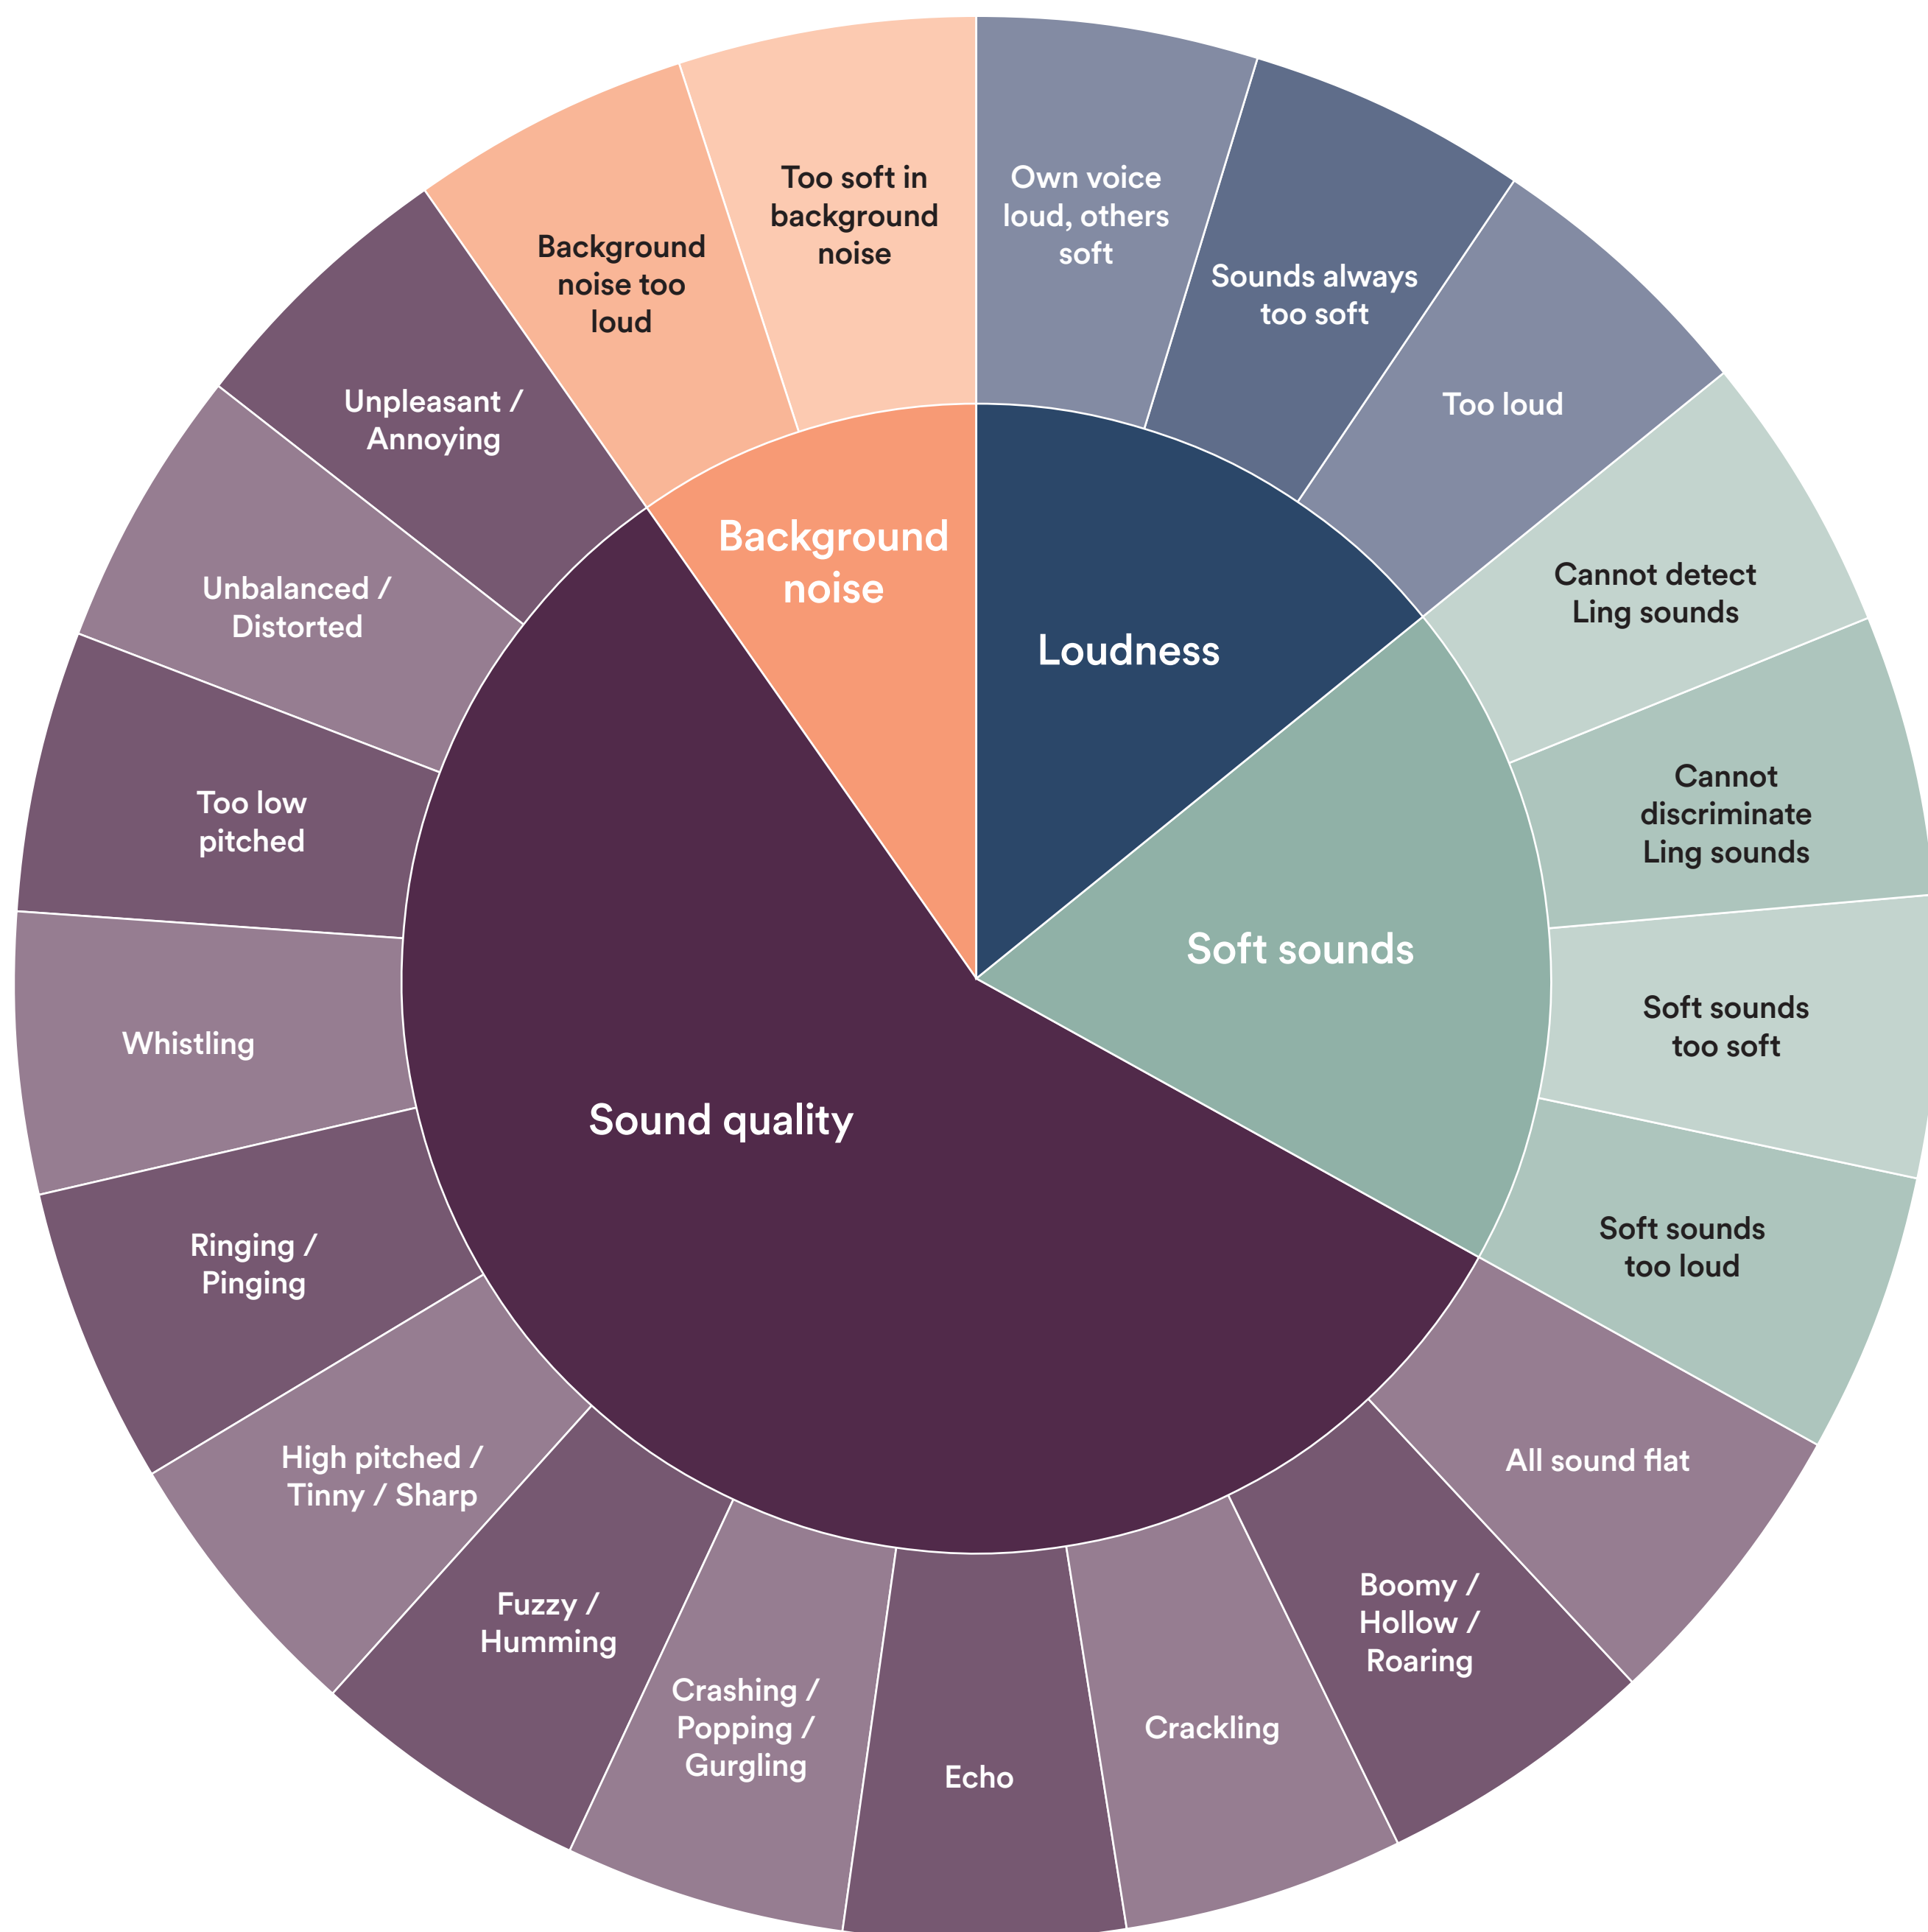 Too soft in
background
noise
Own voice
loud, others
soft
Background
noise too
loud
Sounds always
too soft
Unpleasant /
Annoying
Too loud
Background
noise
Cannot detect
Ling sounds
Unbalanced /
Distorted
Loudness
Cannot
discriminate
Ling sounds
Too low
pitched
Soft sounds
Soft sounds
too soft
Whistling
Sound quality
Soft sounds
too loud
Ringing /
Pinging
All sound flat
High pitched /
Tinny / Sharp
Boomy /
Hollow /
Roaring
Fuzzy /
Humming
Crashing /
Popping /
Gurgling
Crackling
Echo